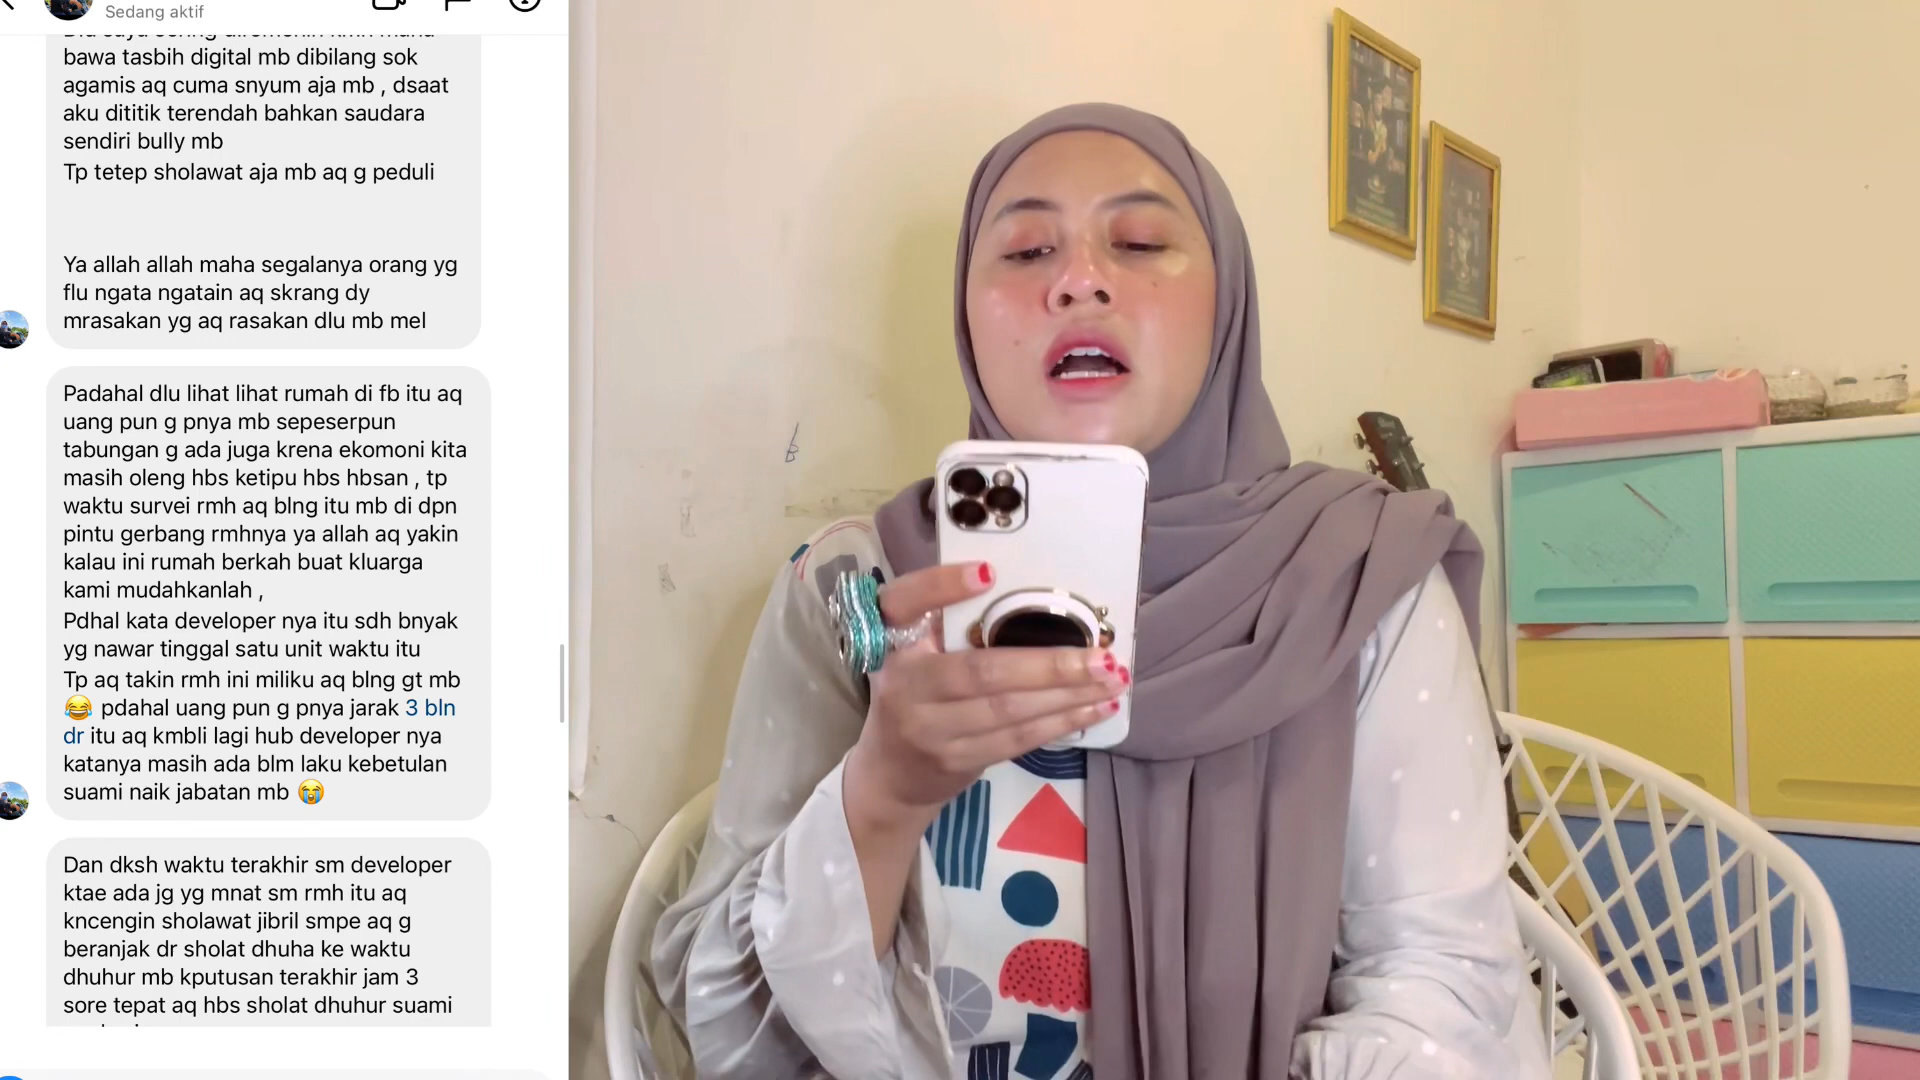 Sedang aktif
bawa tasbih digital mb dibilang sok
agamis aq cuma snyum aja mb , dsaat
aku dititik terendah bahkan saudara
sendiri bully mb
Tp tetep sholawat aja mb aq g peduli
Ya allah allah maha segalanya orang yg
flu ngata ngatain aq skrang dy
mrasakan yg aq rasakan dlu mb mel
Padahal dlu lihat lihat rumah di fb itu aq
uang pun g pnya mb sepeserpun
tabungan g ada juga krena ekomoni kita
masih oleng hbs ketipu hbs hbsan , tp
waktu survei rmh aq blng itu mb di dpn
pintu gerbang rmhnya ya allah aq yakin
kalau ini rumah berkah buat kluarga
kami mudahkanlah ,
Pdhal kata developer nya itu sdh bnyak
yg nawar tinggal satu unit waktu itu
Tp aq takin rmh ini miliku aq blng gt mb
😂 pdahal uang pun g pnya jarak 3 bln
dr itu aq kmbli lagi hub developer nya
katanya masih ada blm laku kebetulan
suami naik jabatan mb 😭
Dan dksh waktu terakhir sm developer
ktae ada jg yg mnat sm rmh itu aq
kncengin sholawat jibril smpe aq g
beranjak dr sholat dhuha ke waktu
dhuhur mb kputusan terakhir jam 3
sore tepat aq hbs sholat dhuhur suami